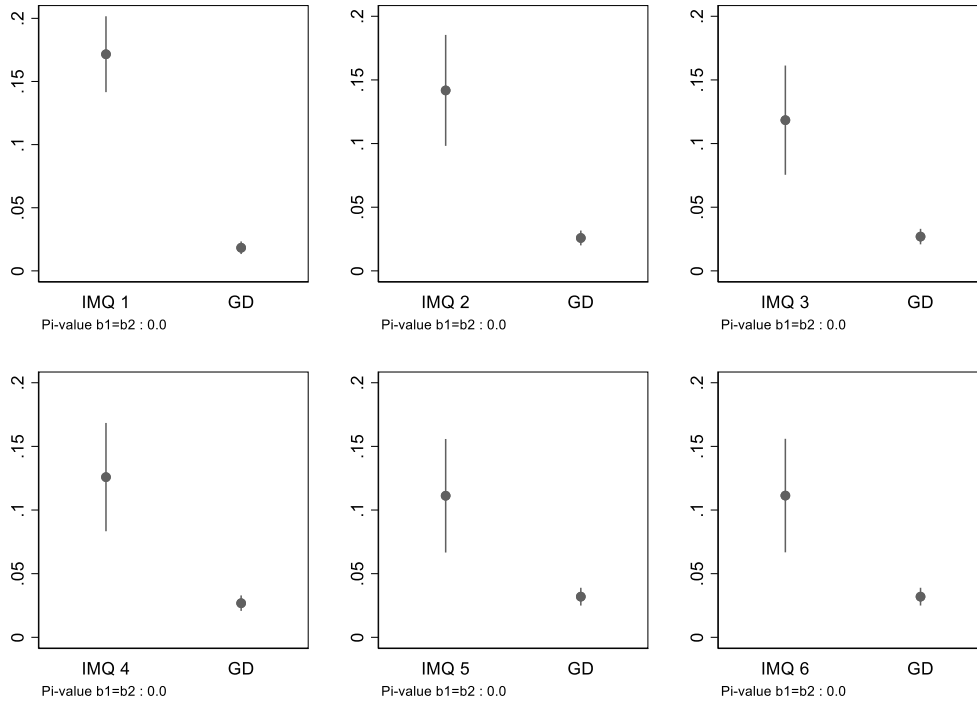 .2
.15
.1
.05
0
IMQ 1 GD
Pi-value b1=b2 : 0.0
.2
.15
.1
.05
0
IMQ 2 GD
Pi-value b1=b2 : 0.0
.2
.15
.1
.05
0
IMQ 3 GD
Pi-value b1=b2 : 0.0
.2
.15
.1
.05
0
IMQ 4 GD
Pi-value b1=b2 : 0.0
.2
.15
.1
.05
0
IMQ 5 GD
Pi-value b1=b2 : 0.0
.2
.15
.1
.05
0
IMQ 6 GD
Pi-value b1=b2 : 0.0